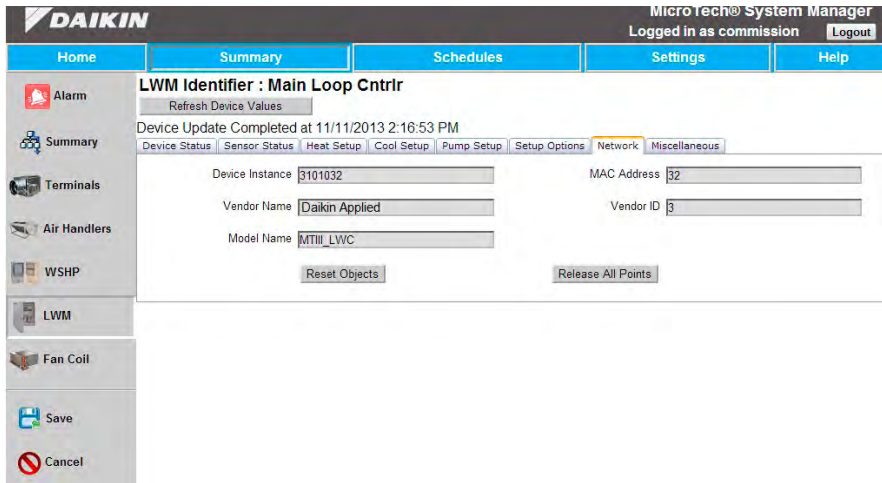 DAIKIN
MicroTech® System Manager
Logged in as commission Logout
Home Summary Schedules Settings Help
Alarm
Summary
Terminals
Air Handlers
WSHP
LWM
Fan Coil
Save
Cancel
LWM Identifier : Main Loop Cntrlr
Refresh Device Values
Device Update Completed at 11/11/2013 2:16:53 PM
Device Status Sensor Status Heat Setup Cool Setup Pump Setup Setup Options Network Miscellaneous
Device Instance 3101032 MAC Address 32
Vendor Name Daikin Applied Vendor ID 3
Model Name MTIII_LWC
Reset Objects Release All Points